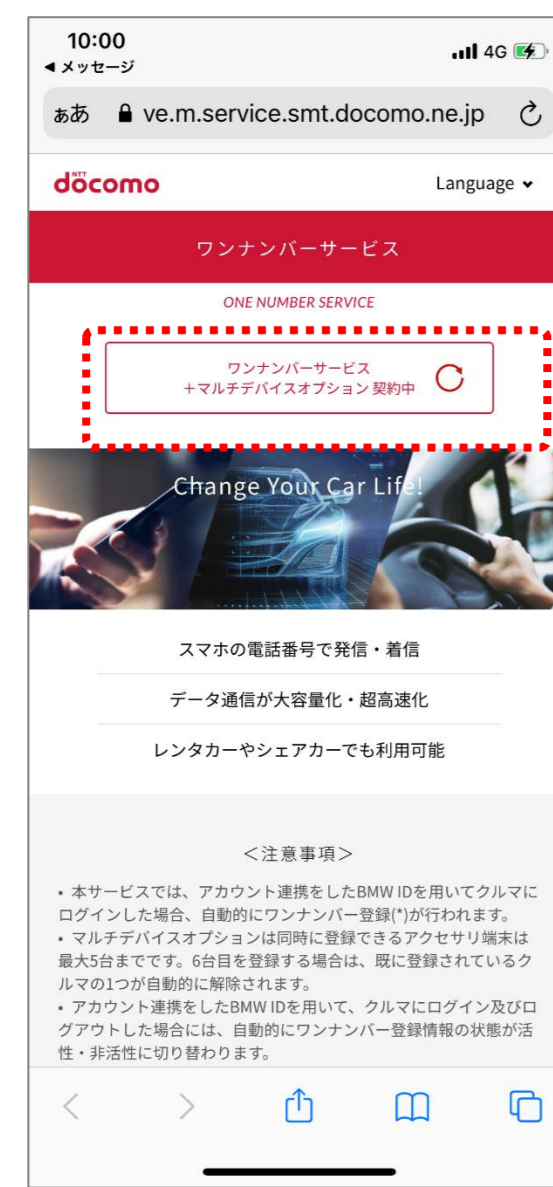 10:00
4G
◀ メッセージ
ぁあ ve.m.service.smt.docomo.ne.jp
NTT
döcomo
Language
ワンナンバーサービス
ONE NUMBER SERVICE
ワンナンバーサービス
＋マルチデバイスオプション 契約中
Change Your Car Life!
スマホの電話番号で発信・着信
データ通信が大容量化・超高速化
レンタカーやシェアカーでも利用可能
＜注意事項＞
• 本サービスでは、アカウント連携をしたBMW IDを用いてクルマに
ログインした場合、自動的にワンナンバー登録(*)が行われます。
• マルチデバイスオプションは同時に登録できるアクセサリ端末は
最大5台までです。6台目を登録する場合は、既に登録されているク
ルマの1つが自動的に解除されます。
• アカウント連携をしたBMW IDを用いて、クルマにログイン及びロ
グアウトした場合には、自動的にワンナンバー登録情報の状態が活
性・非活性に切り替わります。